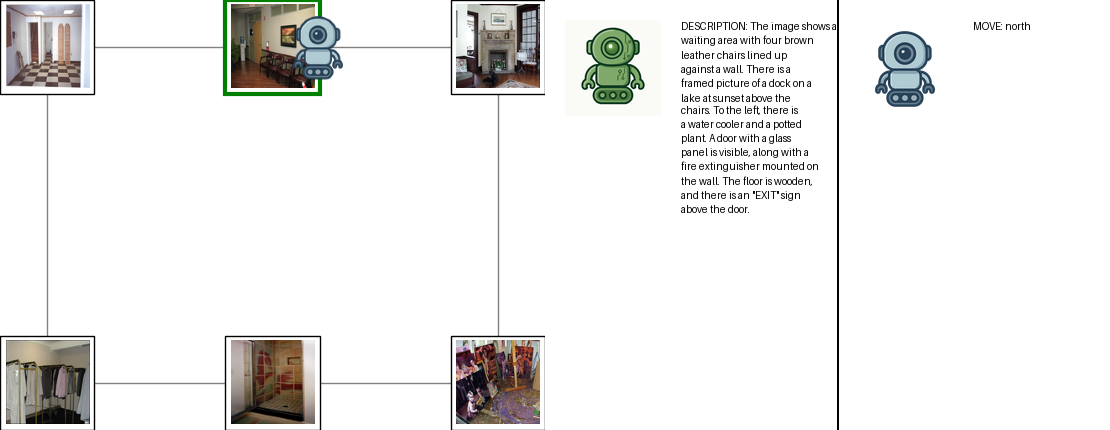 DESCRIPTION: The image shows a
waiting area with four brown
leather chairs lined up
against a wall. There is a
framed picture of a dock on a
lake at sunset above the
chairs. To the left, there is
a water cooler and a potted
plant. A door with a glass
panel is visible, along with a
fire extinguisher mounted on
the wall. The floor is wooden,
and there is an "EXIT" sign
above the door.
MOVE: north